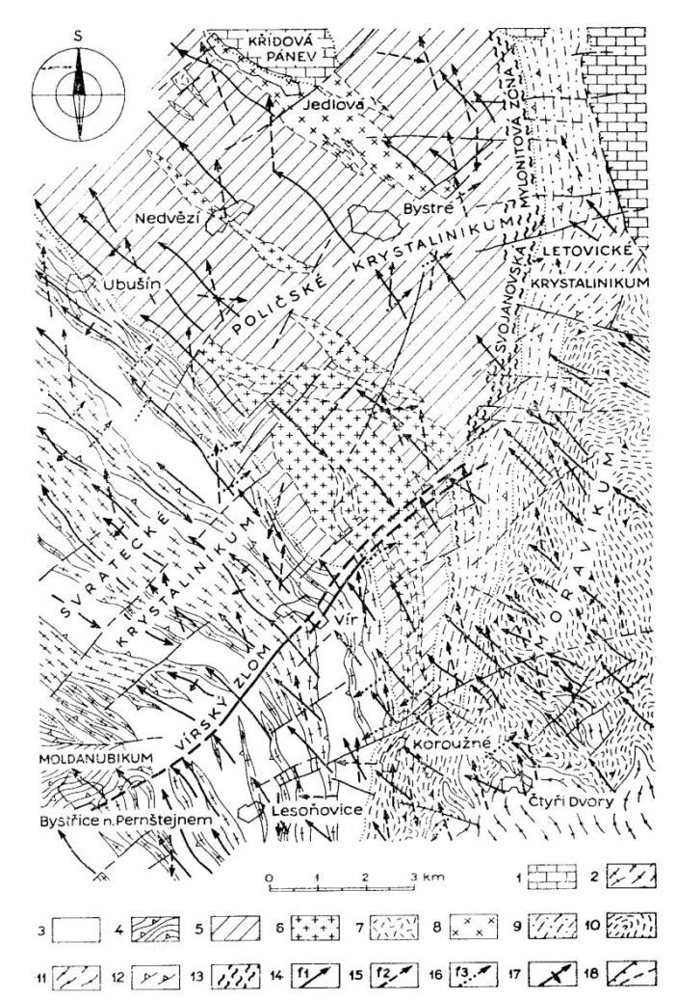 S
KŘÍDOVÁ
PÁNEV
Jedlová
SVOJANOVSKÁ MYLONITOVÁ ZÓNA
Nedvězí
Bystré
POLIČSKÉ KRYSTALINIKUM
LETOVICKÉ
KRYSTALINIKUM
Ubušín
SVRATECKÉ
KRYSTALINIKUM
MORAVIKUM
Vír
VÍRSKÝ ZLOM
MOLDANUBIKUM
Koroužné
Čtyři Dvory
Bystřice n. Pernštejnem
Lesoňovice
0 1 2 3 km
1 2
3 4 5 6 7 8 9 10
11 12 13 14 f1 15 f2 16 f3 17 18